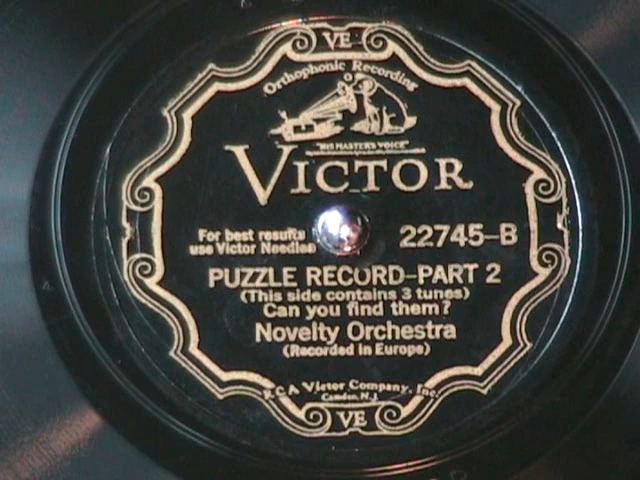 VE
Orthophonic Recording
"HIS MASTER'S VOICE"
VICTOR
For best results
use Victor Needles
22745-B
PUZZLE RECORD-PART 2
(This side contains 3 tunes)
Can you find them?
Novelty Orchestra
(Recorded in Europe)
RCA Victor Company, Inc.
Camden, N.J.
VE